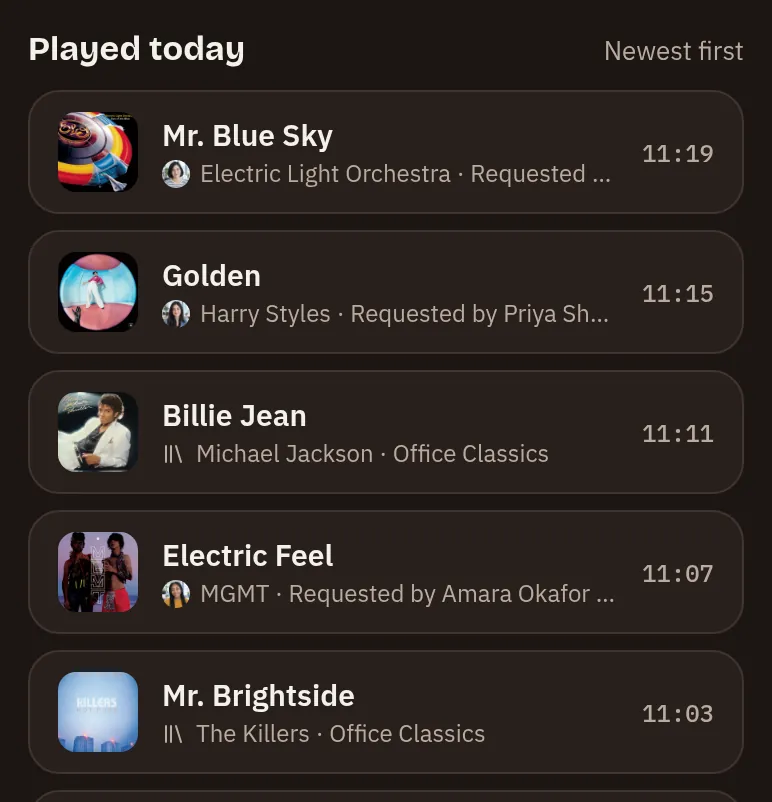 Played today
Newest first
Mr. Blue Sky
Electric Light Orchestra · Requested ...
11:19
Golden
Harry Styles · Requested by Priya Sh...
11:15
Billie Jean
Michael Jackson · Office Classics
11:11
Electric Feel
MGMT · Requested by Amara Okafor ...
11:07
KILLERS
Mr. Brightside
The Killers · Office Classics
11:03